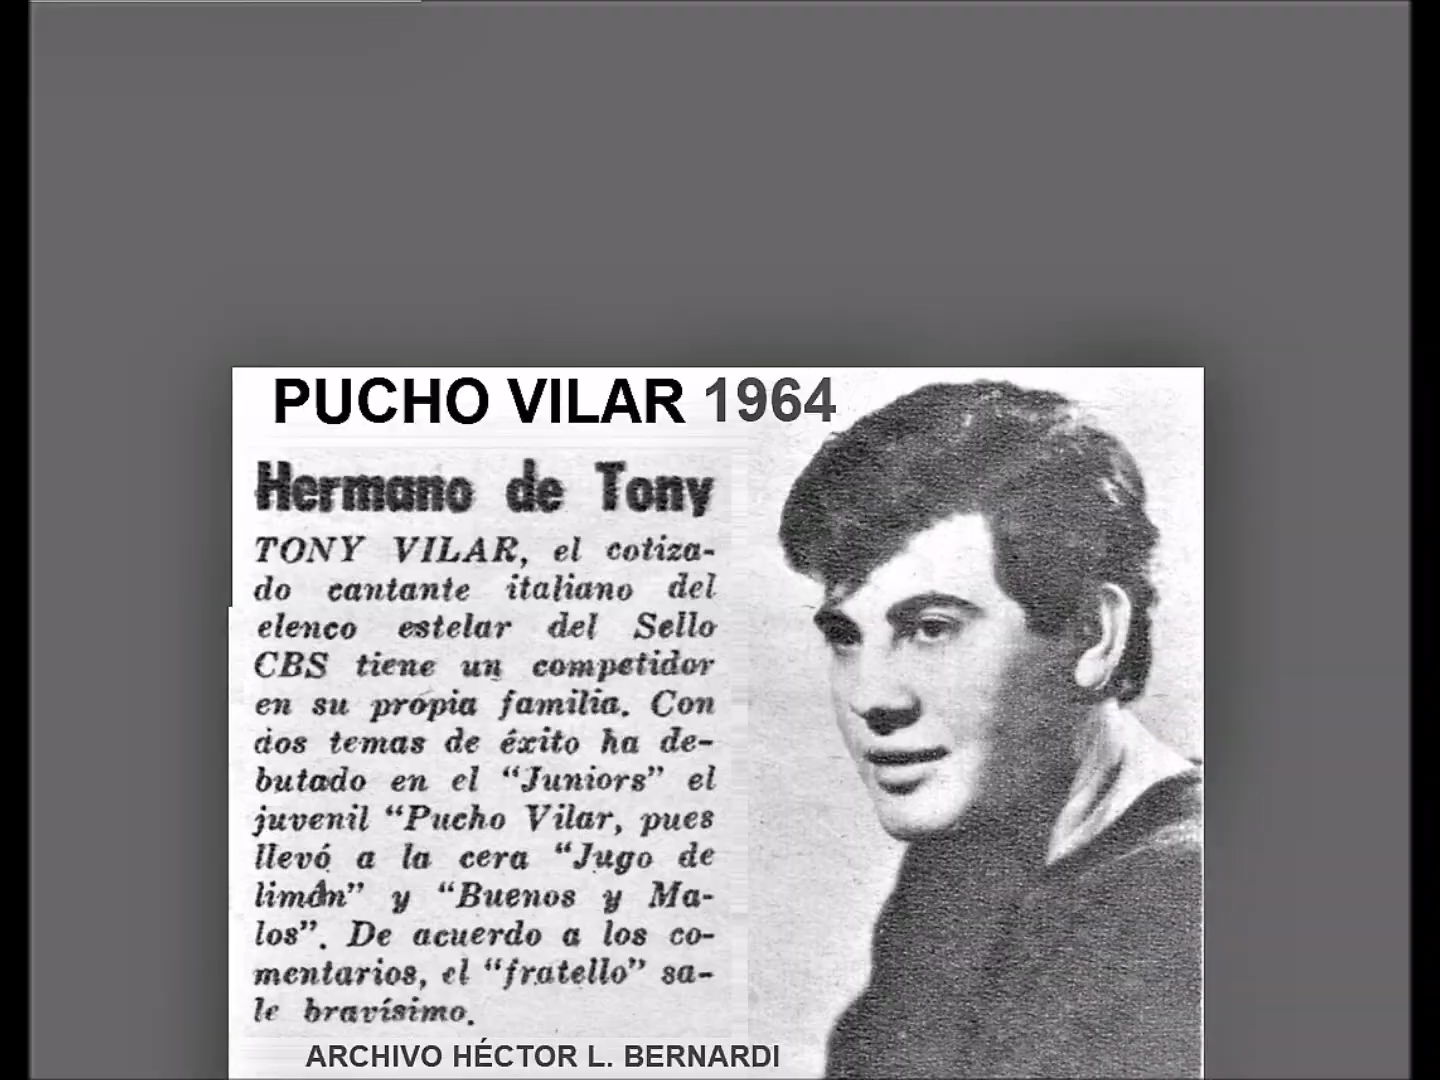 PUCHO VILAR 1964
Hermano de Tony
TONY VILAR, el cotiza-
do cantante italiano del
elenco estelar del Sello
CBS tiene un competidor
en su propia familia. Con
dos temas de éxito ha de-
butado en el “Juniors” el
juvenil “Pucho Vilar, pues
llevó a la cera “Jugo de
limón” y “Buenos y Ma-
los”. De acuerdo a los co-
mentarios, el “fratello” sa-
le bravísimo.
ARCHIVO HÉCTOR L. BERNARDI